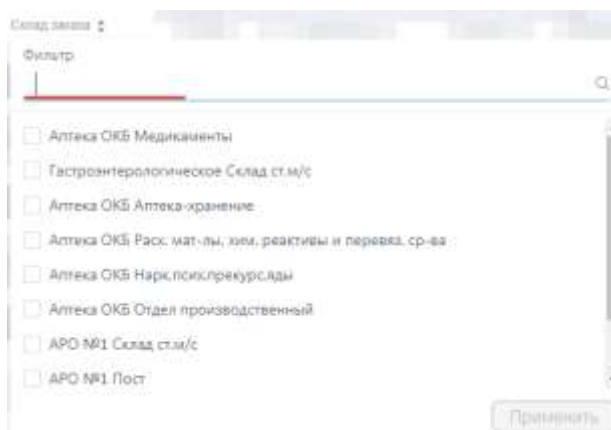 Склад заказа
Фильтр
Аптека ОКБ Медикаменты
Гастроэнтерологическое Склад ст.м/с
Аптека ОКБ Аптека-хранение
Аптека ОКБ Расх. мат-лы, хим. реактивы и перевяз. ср-ва
Аптека ОКБ Нарк.псих.прекурс.яды
Аптека ОКБ Отдел производственный
АРО №1 Склад ст.м/с
АРО №1 Пост
Применить